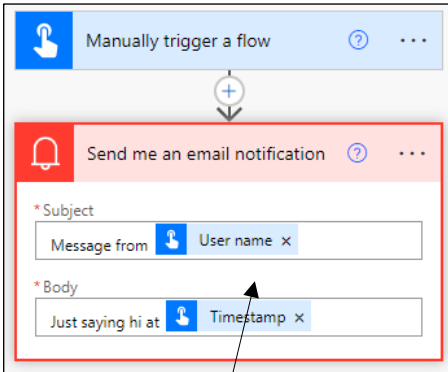 Manually trigger a flow
Send me an email notification
* Subject
Message from User name ×
* Body
Just saying hi at Timestamp ×